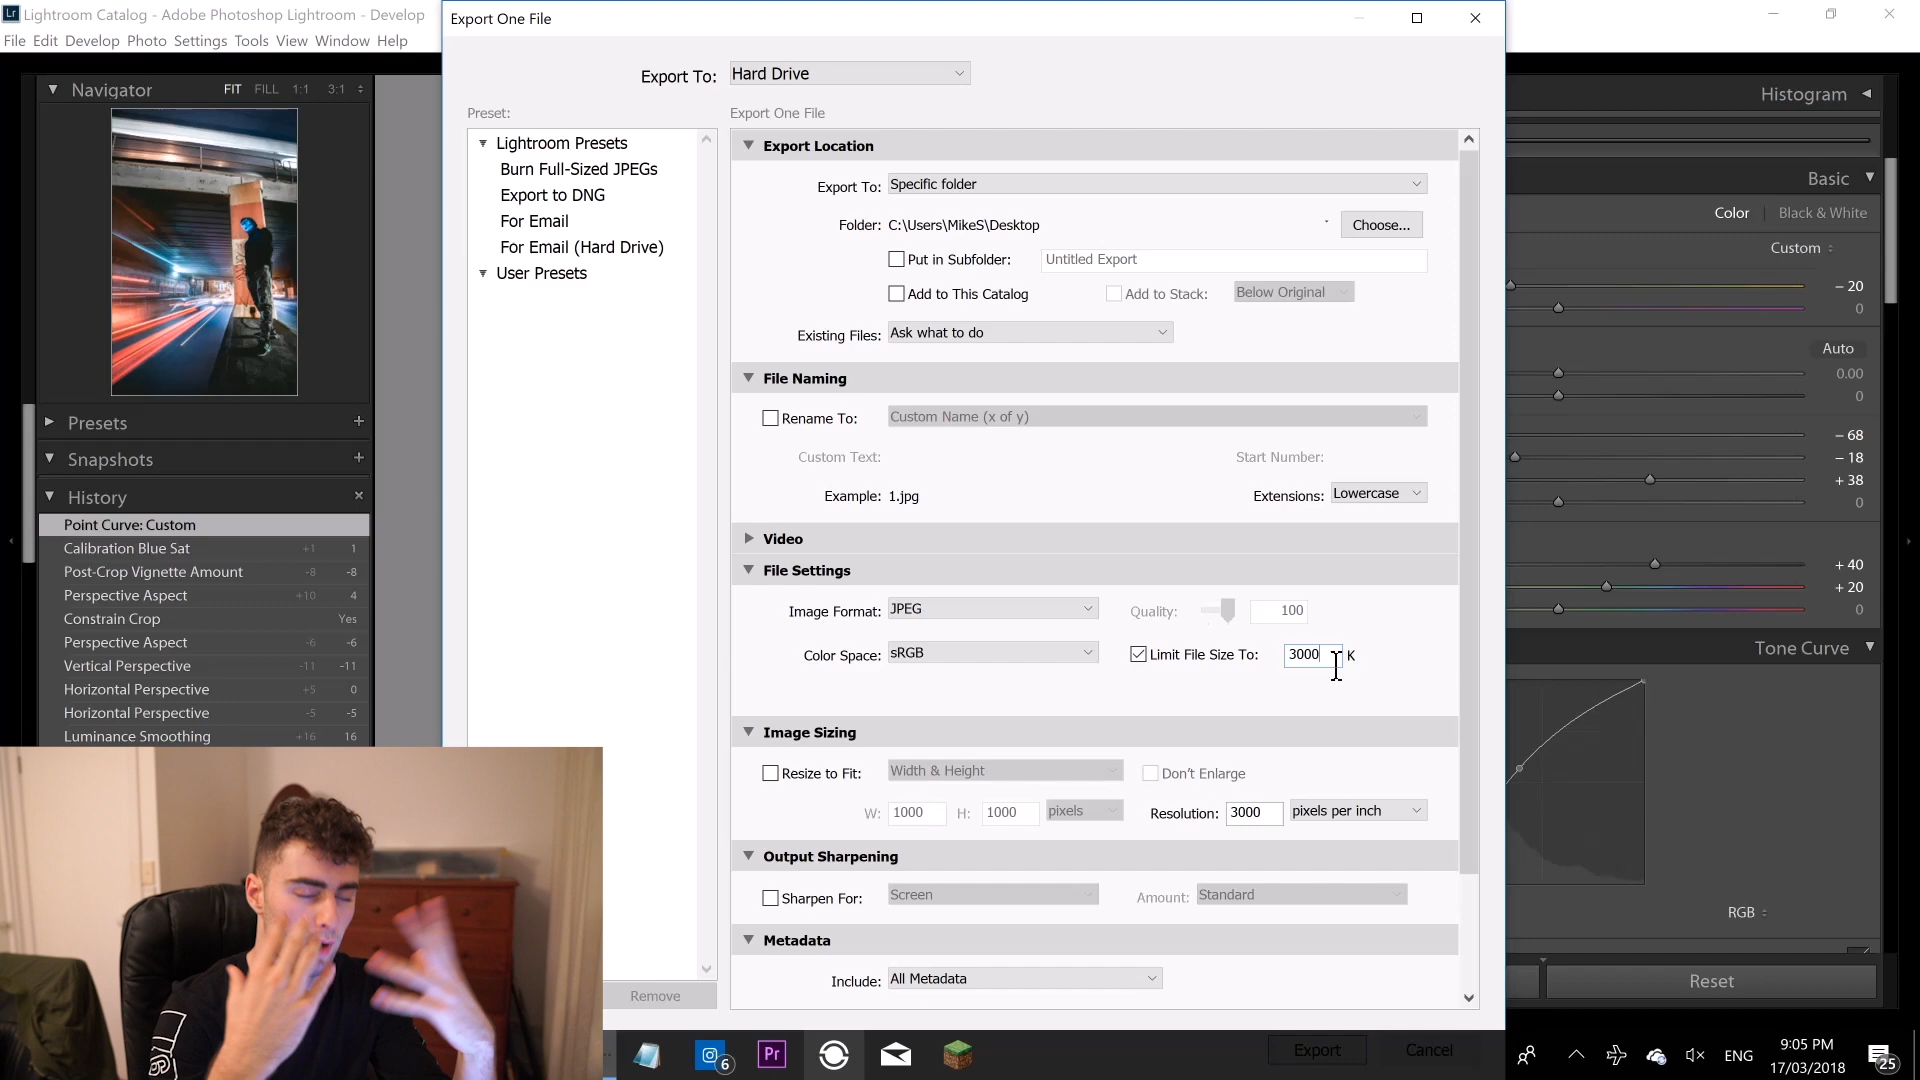 Lr Lightroom Catalog - Adobe Photoshop Lightroom - Develop
File Edit Develop Photo Settings Tools View Window Help
Export One File
Export To: Hard Drive
Preset:
Export One File
Navigator FIT FILL 1:1 3:1
Lightroom Presets
Burn Full-Sized JPEGs
Export to DNG
For Email
For Email (Hard Drive)
User Presets
Export Location
Export To: Specific folder
Folder: C:\Users\MikeS\Desktop Choose...
Put in Subfolder: Untitled Export
Add to This Catalog Add to Stack: Below Original
Existing Files: Ask what to do
File Naming
Rename To: Custom Name (x of y)
Custom Text: Start Number:
Example: 1.jpg Extensions: Lowercase
Video
File Settings
Image Format: JPEG Quality: 100
Color Space: sRGB Limit File Size To: 3000 K
Image Sizing
Resize to Fit: Width & Height Don't Enlarge
W: 1000 H: 1000 pixels Resolution: 3000 pixels per inch
Output Sharpening
Sharpen For: Screen Amount: Standard
Metadata
Include: All Metadata
Remove
Export Cancel
Presets +
Snapshots +
History ×
Point Curve: Custom
Calibration Blue Sat +1 1
Post-Crop Vignette Amount -8 -8
Perspective Aspect +10 4
Constrain Crop Yes
Perspective Aspect -6 -6
Vertical Perspective -11 -11
Horizontal Perspective +5 0
Horizontal Perspective -5 -5
Luminance Smoothing +16 16
Histogram
Basic
Color | Black & White
Custom
– 20
0
Auto
0.00
0
– 68
– 18
+ 38
0
+ 40
+ 20
0
Tone Curve
RGB
Reset
6
Pr
ENG
9:05 PM
17/03/2018
25